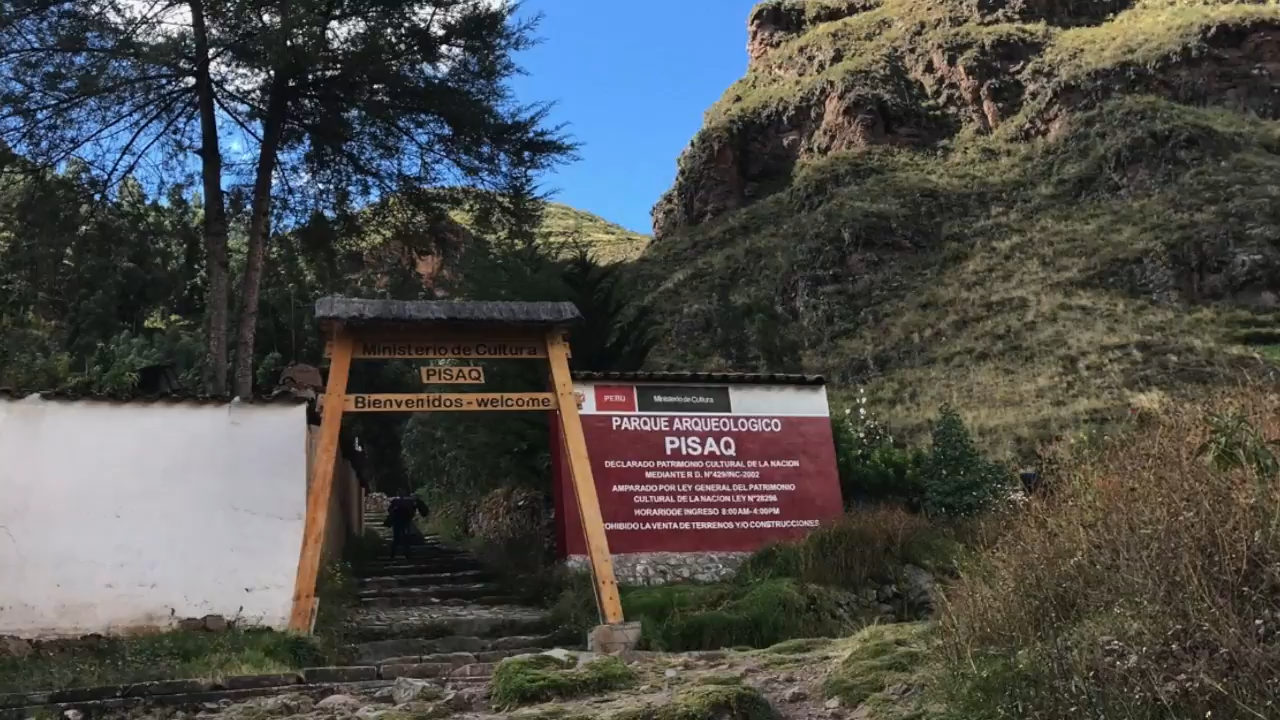 Ministerio de Cultura
PISAQ
Bienvenidos - welcome
PERU Ministerio de Cultura
PARQUE ARQUEOLOGICO
PISAQ
DECLARADO PATRIMONIO CULTURAL DE LA NACION
MEDIANTE R D. N°429/INC-2002
AMPARADO POR LEY GENERAL DEL PATRIMONIO
CULTURAL DE LA NACION LEY N°28296
HORARIO DE INGRESO 8:00AM-4:00PM
ROHIBIDO LA VENTA DE TERRENOS Y/O CONSTRUCCIONES